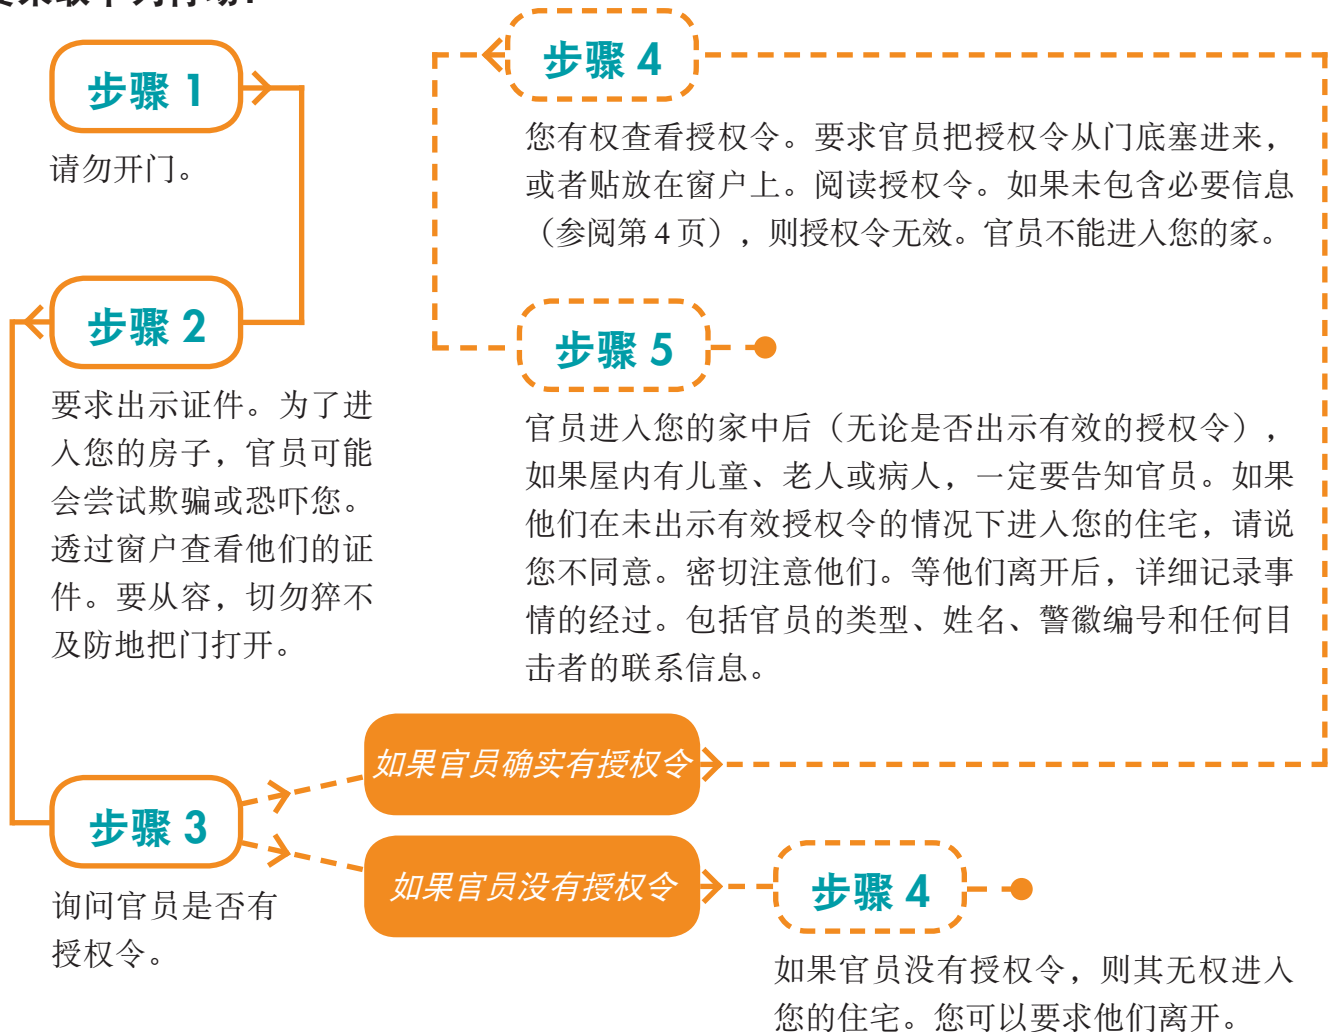 步骤 1
请勿开门。
步骤 2
要求出示证件。为了进
入您的房子，官员可能
会尝试欺骗或恐吓您。
透过窗户查看他们的证
件。要从容，切勿猝不
及防地把门打开。
步骤 3
询问官员是否有
授权令。
如果官员确实有授权令
步骤 4
您有权查看授权令。要求官员把授权令从门底塞进来，
或者贴放在窗户上。阅读授权令。如果未包含必要信息
（参阅第 4 页），则授权令无效。官员不能进入您的家。
步骤 5
官员进入您的家中后（无论是否出示有效的授权令），
如果屋内有儿童、老人或病人，一定要告知官员。如果
他们在未出示有效授权令的情况下进入您的住宅，请说
您不同意。密切注意他们。等他们离开后，详细记录事
情的经过。包括官员的类型、姓名、警徽编号和任何目
击者的联系信息。
如果官员没有授权令
步骤 4
如果官员没有授权令，则其无权进入
您的住宅。您可以要求他们离开。